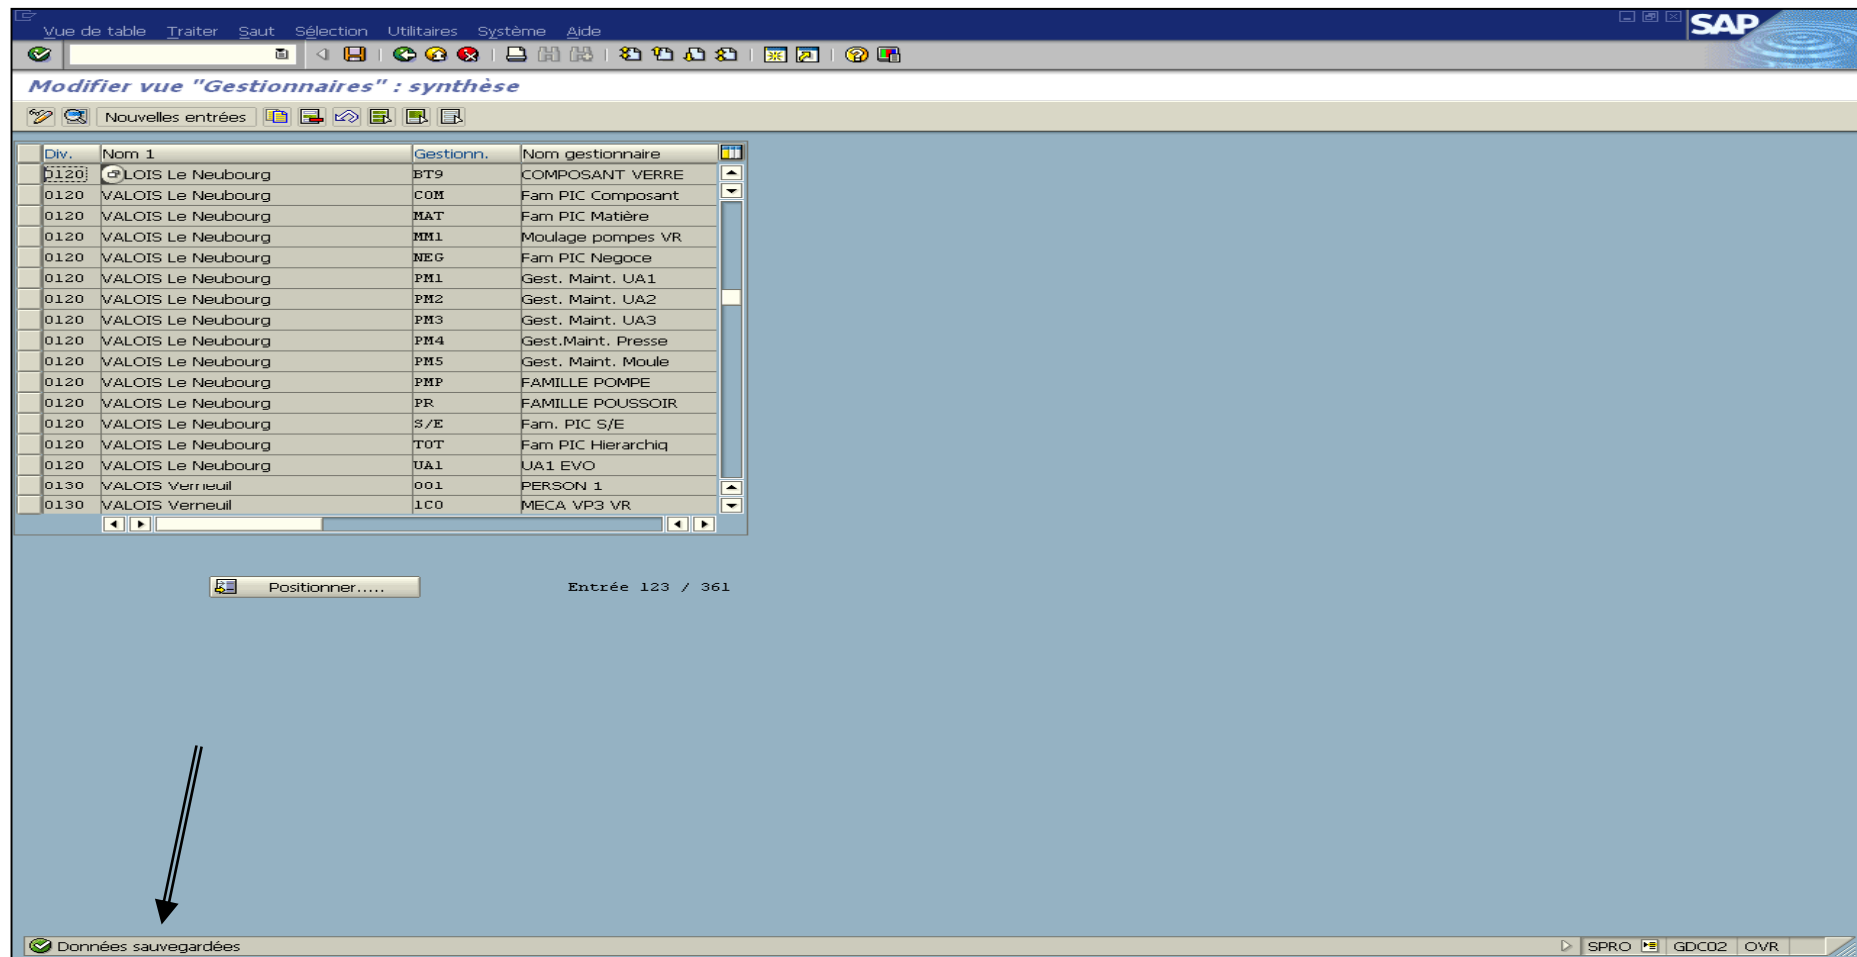 Vue de table Traiter Saut Sélection Utilitaires Système Aide
SAP
Modifier vue "Gestionnaires" : synthèse
Nouvelles entrées
Div. Nom 1 Gestionn. Nom gestionnaire
0120 LOIS Le Neubourg BT9 COMPOSANT VERRE
0120 VALOIS Le Neubourg COM Fam PIC Composant
0120 VALOIS Le Neubourg MAT Fam PIC Matière
0120 VALOIS Le Neubourg MM1 Moulage pompes VR
0120 VALOIS Le Neubourg NEG Fam PIC Negoce
0120 VALOIS Le Neubourg PM1 Gest. Maint. UA1
0120 VALOIS Le Neubourg PM2 Gest. Maint. UA2
0120 VALOIS Le Neubourg PM3 Gest. Maint. UA3
0120 VALOIS Le Neubourg PM4 Gest.Maint. Presse
0120 VALOIS Le Neubourg PM5 Gest. Maint. Moule
0120 VALOIS Le Neubourg PMP FAMILLE POMPE
0120 VALOIS Le Neubourg PR FAMILLE POUSSOIR
0120 VALOIS Le Neubourg S/E Fam. PIC S/E
0120 VALOIS Le Neubourg TOT Fam PIC Hierarchiq
0120 VALOIS Le Neubourg UA1 UA1 EVO
0130 VALOIS Verneuil 001 PERSON 1
0130 VALOIS Verneuil 1C0 MECA VP3 VR
Positionner..... Entrée 123 / 361
Données sauvegardées SPRO GDC02 OVR